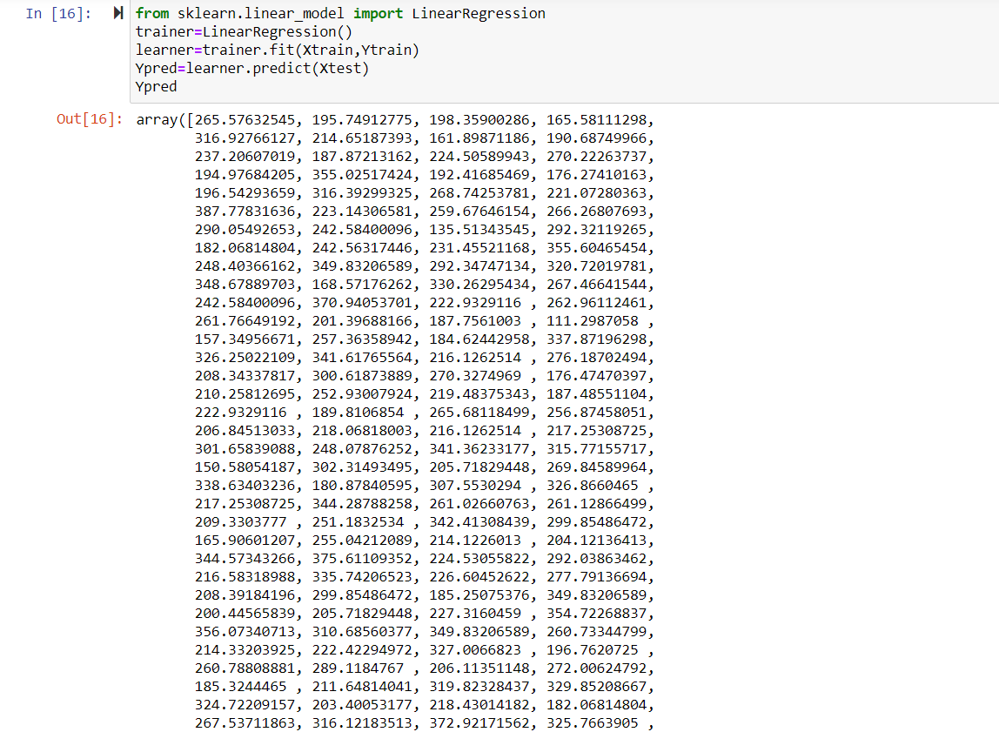 In [16]: from sklearn.linear_model import LinearRegression
trainer=LinearRegression()
learner=trainer.fit(Xtrain,Ytrain)
Ypred=learner.predict(Xtest)
Ypred
Out[16]: array([265.57632545, 195.74912775, 198.35900286, 165.58111298,
316.92766127, 214.65187393, 161.89871186, 190.68749966,
237.20607019, 187.87213162, 224.50589943, 270.22263737,
194.97684205, 355.02517424, 192.41685469, 176.27410163,
196.54293659, 316.39299325, 268.74253781, 221.07280363,
387.77831636, 223.14306581, 259.67646154, 266.26807693,
290.05492653, 242.58400096, 135.51343545, 292.32119265,
182.06814804, 242.56317446, 231.45521168, 355.60465454,
248.40366162, 349.83206589, 292.34747134, 320.72019781,
348.67889703, 168.57176262, 330.26295434, 267.46641544,
242.58400096, 370.94053701, 222.9329116 , 262.96112461,
261.76649192, 201.39688166, 187.7561003 , 111.2987058 ,
157.34956671, 257.36358942, 184.62442958, 337.87196298,
326.25022109, 341.61765564, 216.1262514 , 276.18702494,
208.34337817, 300.61873889, 270.3274969 , 176.47470397,
210.25812695, 252.93007924, 219.48375343, 187.48551104,
222.9329116 , 189.8106854 , 265.68118499, 256.87458051,
206.84513033, 218.06818003, 216.1262514 , 217.25308725,
301.65839088, 248.07876252, 341.36233177, 315.77155717,
150.58054187, 302.31493495, 205.71829448, 269.84589964,
338.63403236, 180.87840595, 307.5530294 , 326.8660465 ,
217.25308725, 344.28788258, 261.02660763, 261.12866499,
209.3303777 , 251.1832534 , 342.41308439, 299.85486472,
165.90601207, 255.04212089, 214.1226013 , 204.12136413,
344.57343266, 375.61109352, 224.53055822, 292.03863462,
216.58318988, 335.74206523, 226.60452622, 277.79136694,
208.39184196, 299.85486472, 185.25075376, 349.83206589,
200.44565839, 205.71829448, 227.3160459 , 354.72268837,
356.07340713, 310.68560377, 349.83206589, 260.73344799,
214.33203925, 222.42294972, 327.0066823 , 196.7620725 ,
260.78808881, 289.1184767 , 206.11351148, 272.00624792,
185.3244465 , 211.64814041, 319.82328437, 329.85208667,
324.72209157, 203.40053177, 218.43014182, 182.06814804,
267.53711863, 316.12183513, 372.92171562, 325.7663905 ,